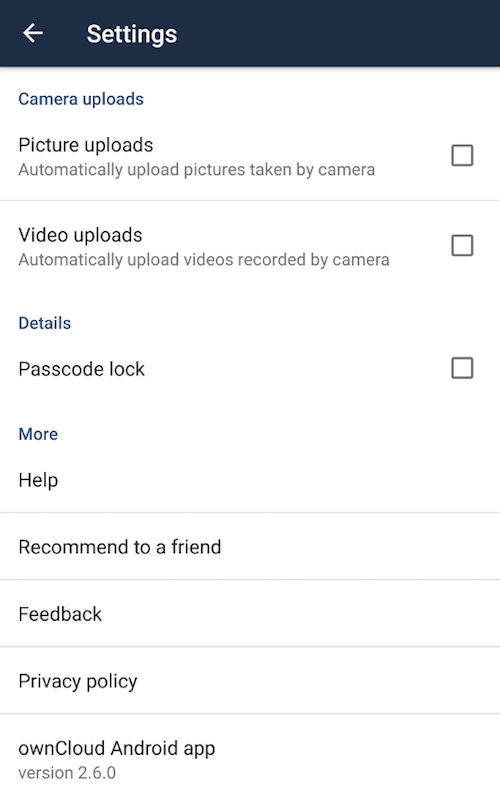 Settings
Camera uploads
Picture uploads
Automatically upload pictures taken by camera
Video uploads
Automatically upload videos recorded by camera
Details
Passcode lock
More
Help
Recommend to a friend
Feedback
Privacy policy
ownCloud Android app
version 2.6.0